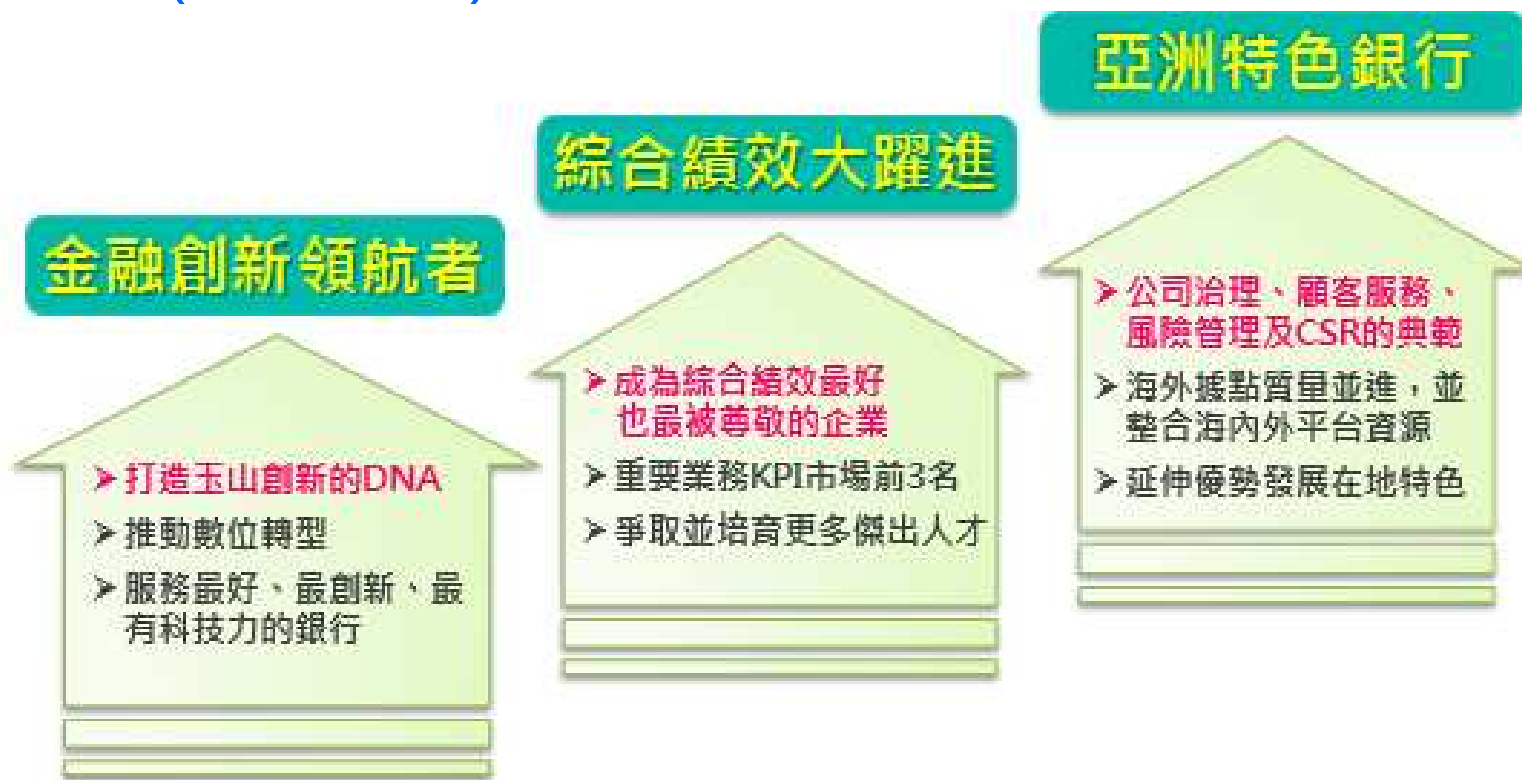 亞洲特色銀行
綜合績效大躍進
金融創新領航者
➢公司治理、顧客服務、
風險管理及CSR的典範
➢海外據點質量並進,並
整合海內外平台資源
➢延伸優勢發展在地特色
➢成為綜合績效最好
也最被尊敬的企業
➢重要業務KPI市場前3名
➢爭取並培育更多傑出人才
➢打造玉山創新的DNA
➢推動數位轉型
➢服務最好、最創新、最
有科技力的銀行